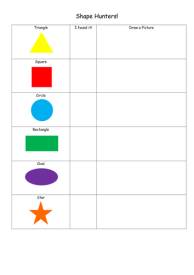 Shape Hunters!
Triangle I found it! Draw a Picture
Square
Circle
Rectangle
Oval
Star